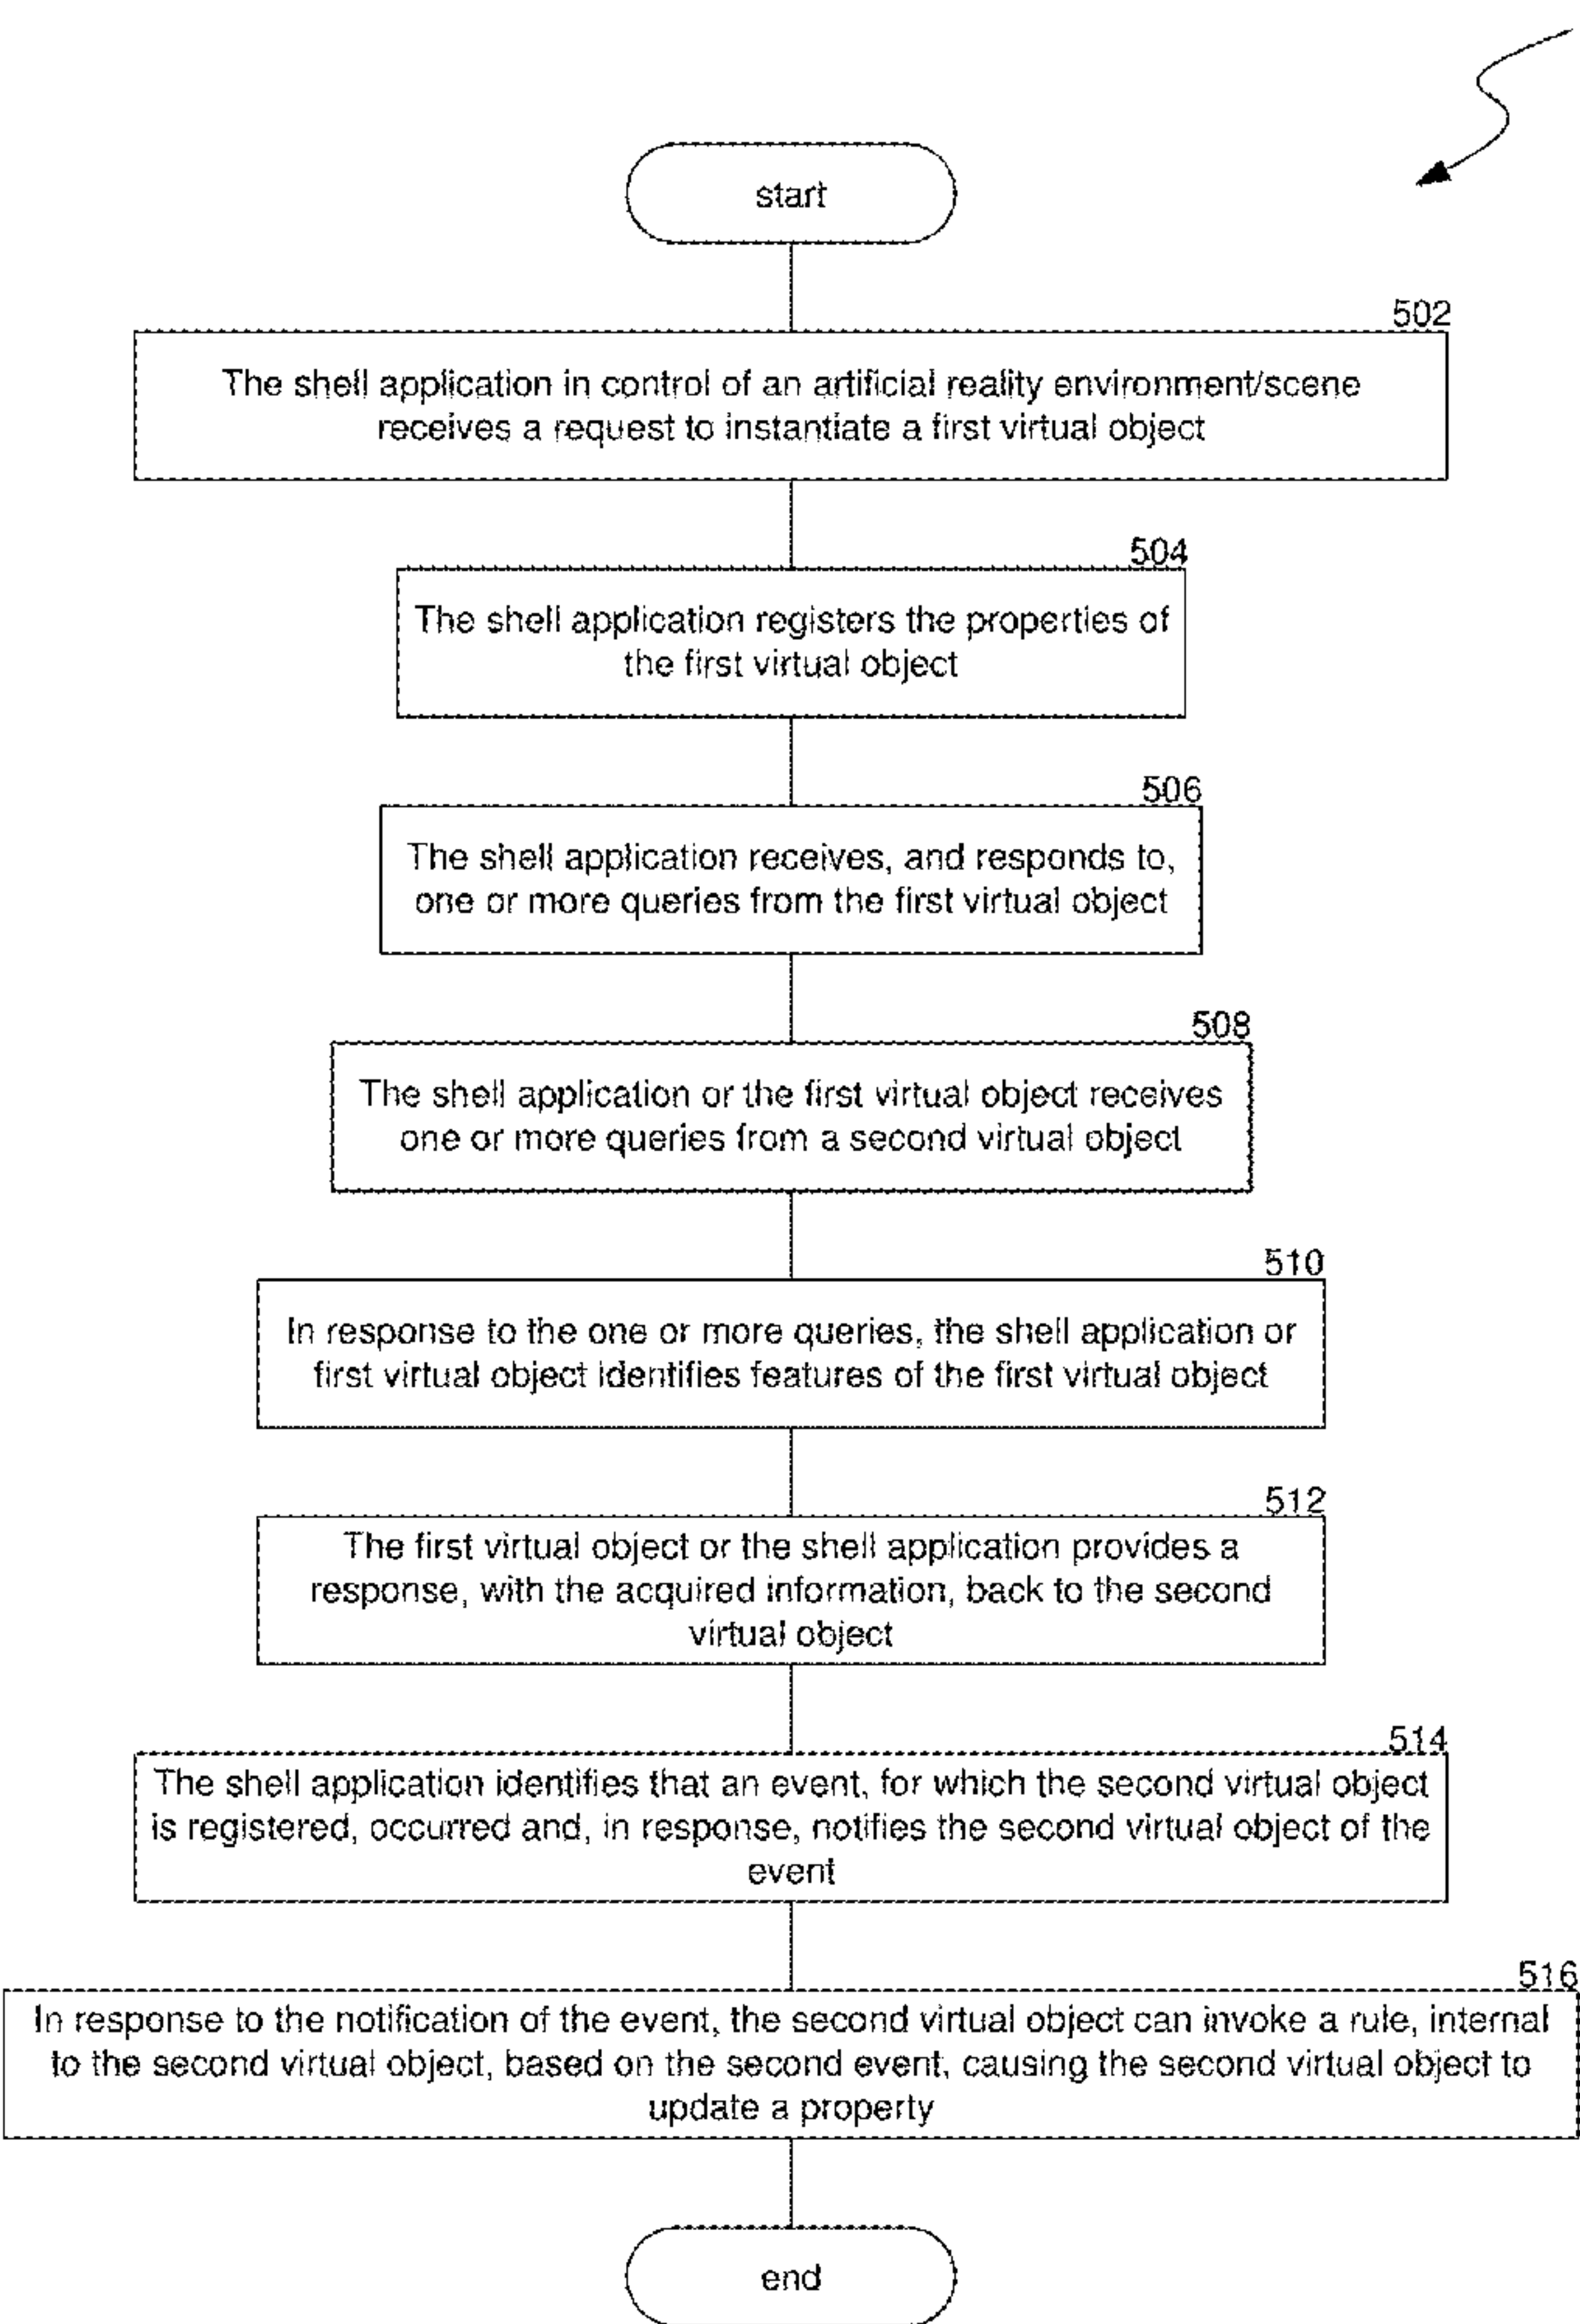 start
502
The shell application in control of an artificial reality environment/scene
receives a request to instantiate a first virtual object
504
The shell application registers the properties of
the first virtual object
506
The shell application receives, and responds to,
one or more queries from the first virtual object
508
The shell application or the first virtual object receives
one or more queries from a second virtual object
510
In response to the one or more queries, the shell application or
first virtual object identifies features of the first virtual object
512
The first virtual object or the shell application provides a
response, with the acquired information, back to the second
virtual object
514
The shell application identifies that an event, for which the second virtual object
is registered, occurred and, in response, notifies the second virtual object of the
event
516
In response to the notification of the event, the second virtual object can invoke a rule, internal
to the second virtual object, based on the second event, causing the second virtual object to
update a property
end